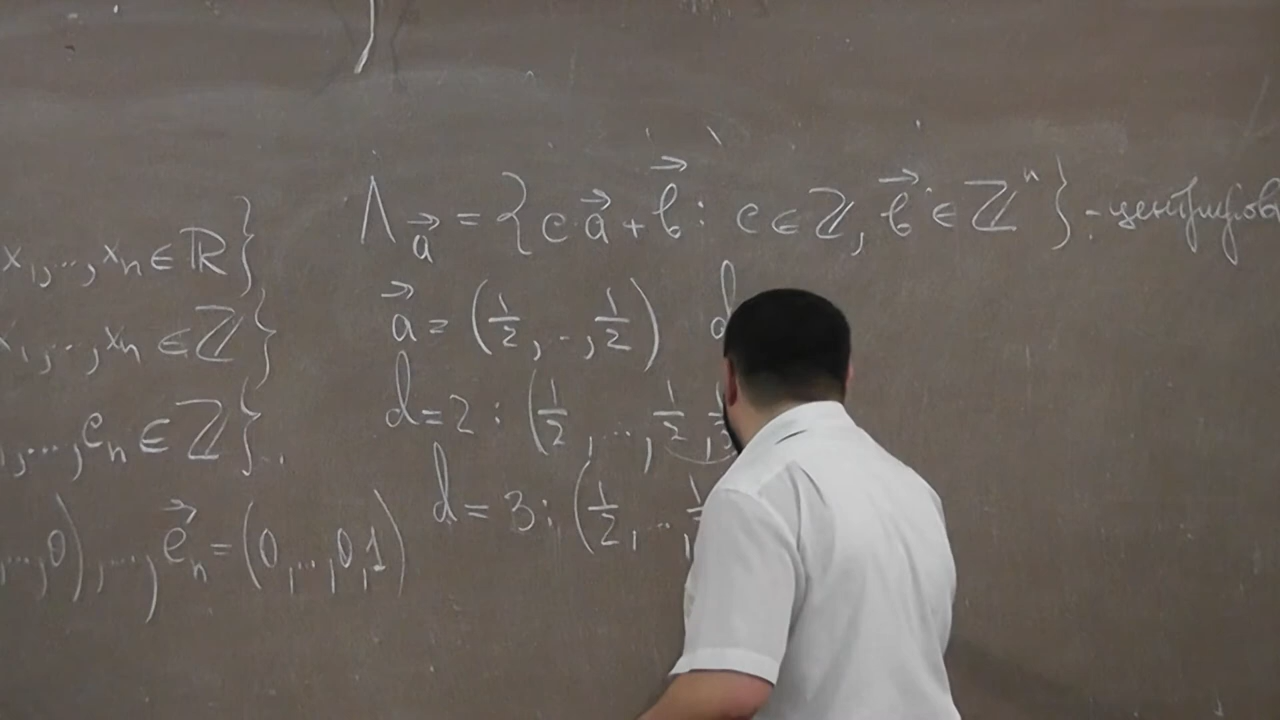 x₁,...,xₙ ∈ ℝ}
x₁,...,xₙ ∈ ℤ}
,...,cₙ ∈ ℤ}.
...,0),...,e⃗ₙ = (0,...,0,1)
Λ_a⃗ = {c·a⃗ + b⃗ : c ∈ ℤ, b⃗ ∈ ℤⁿ} -
a⃗ = (1/2,..,1/2) d
d=2 : (1/2,...,1/2,
d=3 : (1/2,..